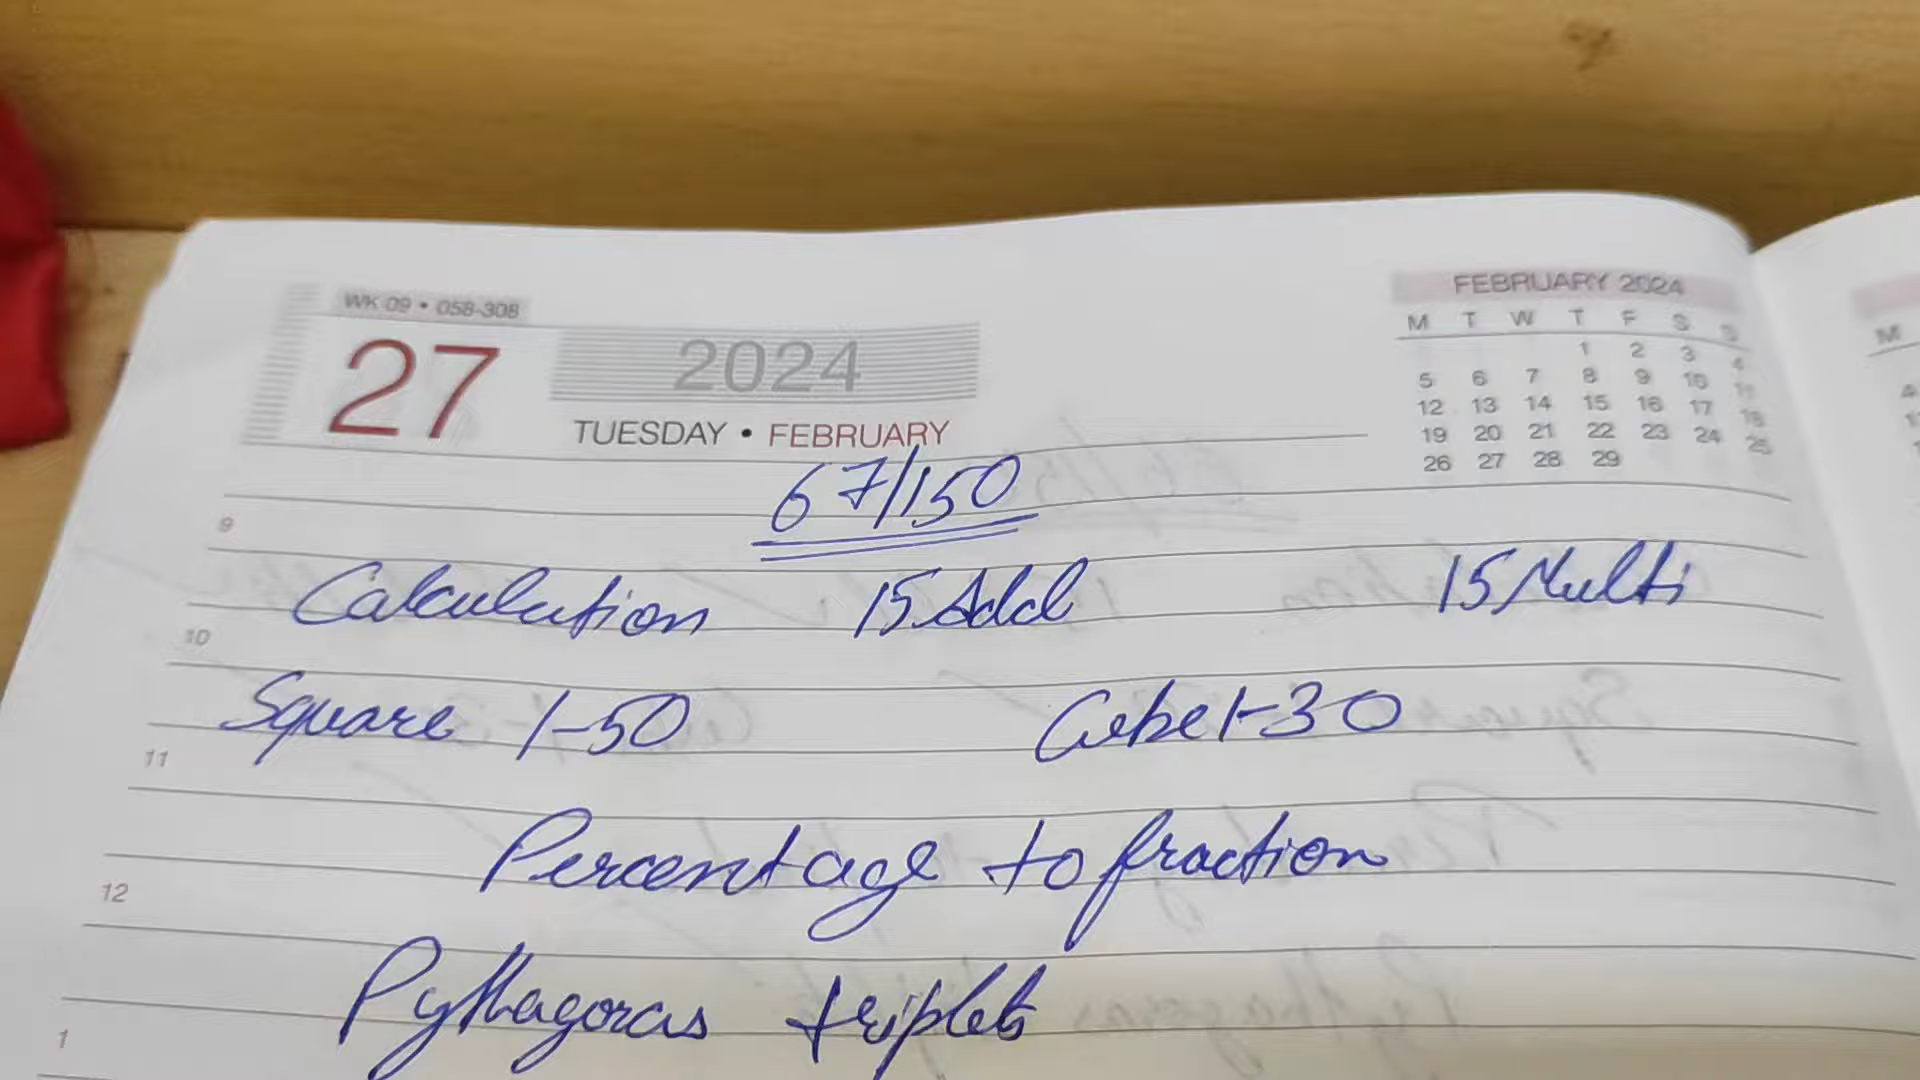 WK 09 • 058-308
27
2024
TUESDAY • FEBRUARY
FEBRUARY 2024
M T W T F S S
1 2 3 4
5 6 7 8 9 10 11
12 13 14 15 16 17 18
19 20 21 22 23 24 25
26 27 28 29
M
67/150
9
Calculation 15 Add 15 Multi
10
Square 1-50 Cube 1-30
11
Percentage to fraction
12
Pythagoras triplets
1